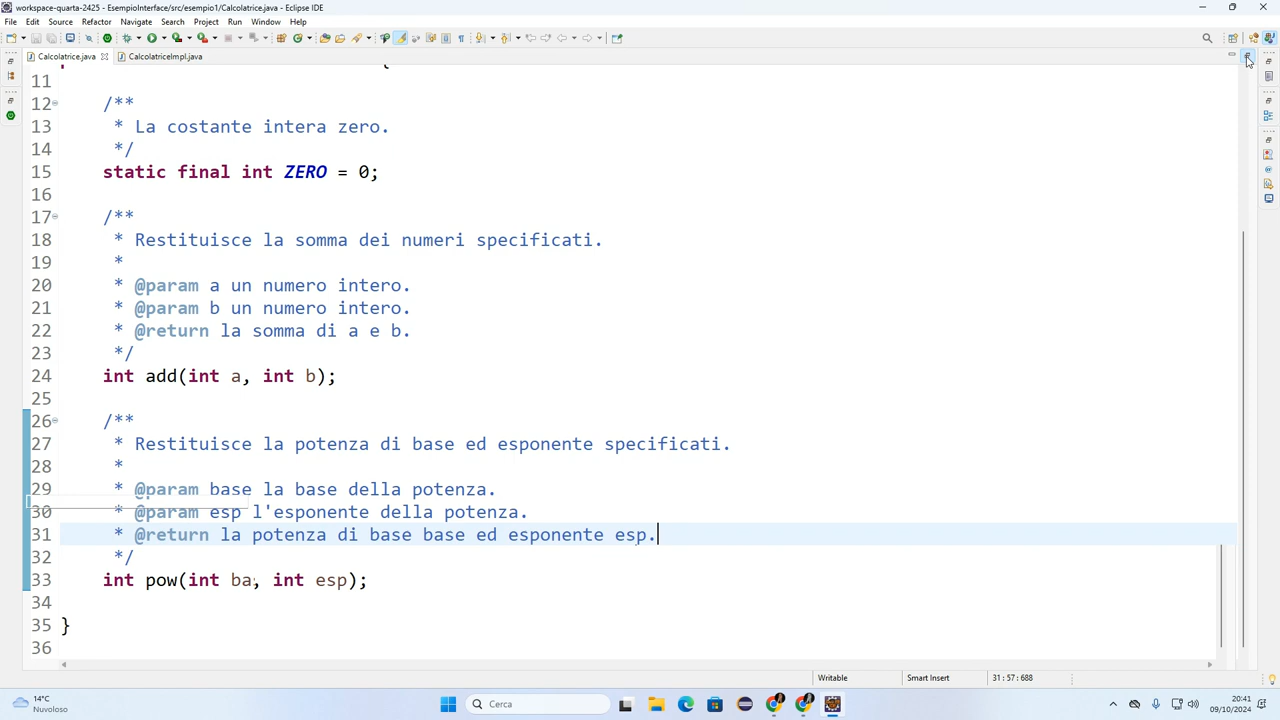 workspace-quarta-2425 - EsempioInterface/src/esempio1/Calcolatrice.java - Eclipse IDE
File Edit Source Refactor Navigate Search Project Run Window Help
Calcolatrice.java CalcolatriceImpl.java
{
11
12 /**
13 * La costante intera zero.
14 */
15 static final int ZERO = 0;
16
17 /**
18 * Restituisce la somma dei numeri specificati.
19 *
20 * @param a un numero intero.
21 * @param b un numero intero.
22 * @return la somma di a e b.
23 */
24 int add(int a, int b);
25
26 /**
27 * Restituisce la potenza di base ed esponente specificati.
28 *
29 * @param base la base della potenza.
30 * @param esp l'esponente della potenza.
31 * @return la potenza di base base ed esponente esp.
32 */
33 int pow(int ba, int esp);
34
35 }
36
Writable Smart Insert 31 : 57 : 688
14°C
Nuvoloso
Cerca
20:41
09/10/2024